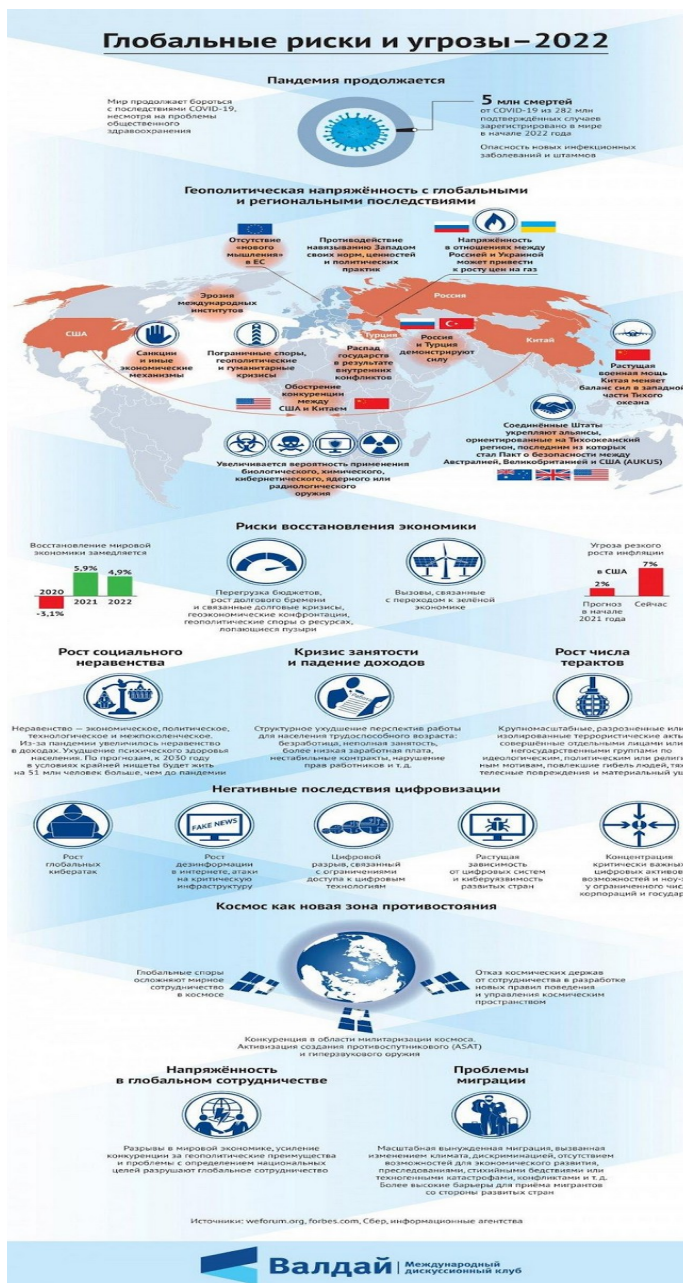 Глобальные риски и угрозы–2022
Пандемия продолжается
Мир продолжает бороться
с последствиями COVID-19,
несмотря на проблемы
общественного
здравоохранения
5 млн смертей
от COVID-19 из 282 млн
подтверждённых случаев
зарегистрировано в мире
в начале 2022 года
Опасность новых инфекционных
заболеваний и штаммов
Геополитическая напряжённость с глобальными
и региональными последствиями
Отсутствие
«нового
мышления»
в ЕС
Противодействие
навязыванию Западом
своих норм, ценностей
и политических
практик
Напряжённость
в отношениях между
Россией и Украиной
может привести
к росту цен на газ
Эрозия
международных
институтов
США
Россия
Турция
Китай
Санкции
и иные
экономические
механизмы
Пограничные споры,
геополитические
и гуманитарные
кризисы
Распад
государств
в результате
внутренних
конфликтов
Россия
и Турция
демонстрируют
силу
Растущая
военная мощь
Китая меняет
баланс сил в западной
части Тихого
океана
Обострение
конкуренции
между
США и Китаем
Соединённые Штаты
укрепляют альянсы,
ориентированные на Тихоокеанский
регион, последним из которых
стал Пакт о безопасности между
Австралией, Великобританией и США (AUKUS)
Увеличивается вероятность применения
биологического, химического,
кибернетического, ядерного или
радиологического
оружия
Риски восстановления экономики
Восстановление мировой
экономики замедляется
2020
-3,1%
5,9%
2021
4,9%
2022
Перегрузка бюджетов,
рост долгового бремени
и связанные долговые кризисы,
геоэкономические конфронтации,
геополитические споры о ресурсах,
лопающиеся пузыри
Вызовы, связанные
с переходом к зелёной
экономике
Угроза резкого
роста инфляции
в США
2%
7%
Прогноз
в начале
2021 года
Сейчас
Рост социального
неравенства
Неравенство — экономическое, политическое,
технологическое и межпоколенческое.
Из-за пандемии увеличилось неравенство
в доходах. Ухудшение психического здоровья
населения. По прогнозам, к 2030 году
в условиях крайней нищеты будет жить
на 51 млн человек больше, чем до пандемии
Кризис занятости
и падение доходов
Структурное ухудшение перспектив работы
для населения трудоспособного возраста:
безработица, неполная занятость,
более низкая заработная плата,
нестабильные контракты, нарушение
прав работников и т. д.
Рост числа
терактов
Крупномасштабные, разрозненные или
изолированные террористические акты
совершённые отдельными лицами или
негосударственными группами по
идеологическим, политическим или религи
ным мотивам, повлекшие гибель людей, тяж
телесные повреждения и материальный ущ
Негативные последствия цифровизации
Рост
глобальных
кибератак
FAKE NEWS
Рост
дезинформации
в интернете, атаки
на критическую
инфраструктуру
Цифровой
разрыв, связанный
с ограничениями
доступа к цифровым
технологиям
Растущая
зависимость
от цифровых систем
и киберуязвимость
развитых стран
Концентрация
критически важных
цифровых активов
возможностей и ноу-х
у ограниченного числ
корпораций и государ
Космос как новая зона противостояния
Глобальные споры
осложняют мирное
сотрудничество
в космосе
Отказ космических держав
от сотрудничества в разработке
новых правил поведения
и управления космическим
пространством
Конкуренция в области милитаризации космоса.
Активизация создания противоспутникового (ASAT)
и гиперзвукового оружия
Напряжённость
в глобальном сотрудничестве
Разрывы в мировой экономике, усиление
конкуренции за геополитические преимущества
и проблемы с определением национальных
целей разрушают глобальное сотрудничество
Проблемы
миграции
Масштабная вынужденная миграция, вызванная
изменением климата, дискриминацией, отсутствием
возможностей для экономического развития,
преследованиями, стихийными бедствиями или
техногенными катастрофами, конфликтами и т. д.
Более высокие барьеры для приёма мигрантов
со стороны развитых стран
Источники: weforum.org, forbes.com, Сбер, информационные агентства
Валдай
Международный
дискуссионный клуб